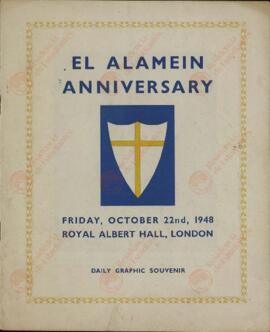 EL ALAMEIN
ANNIVERSARY
FRIDAY, OCTOBER 22nd, 1948
ROYAL ALBERT HALL, LONDON
DAILY GRAPHIC SOUVENIR